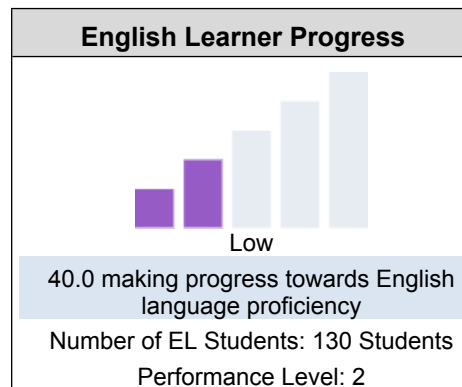 English Learner Progress
Low
40.0 making progress towards English
language proficiency
Number of EL Students: 130 Students
Performance Level: 2